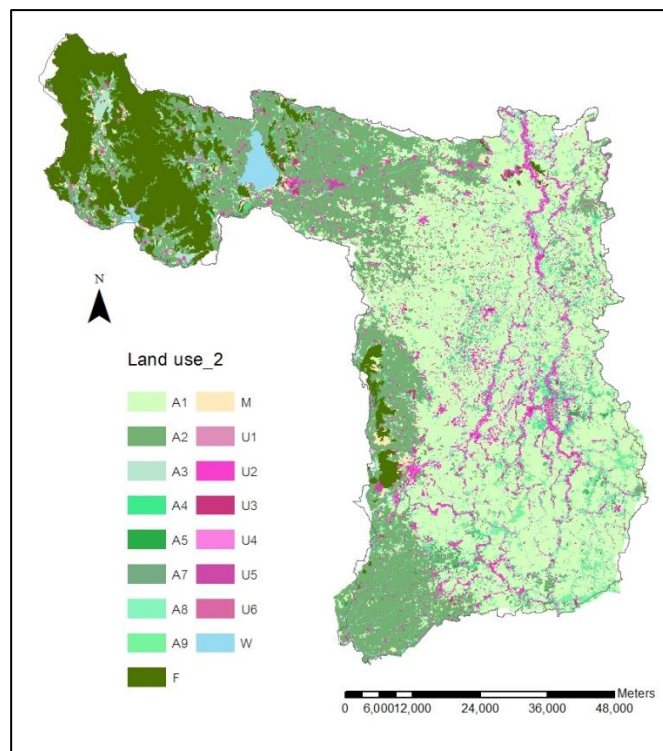 N
Land use_2
A1 M
A2 U1
A3 U2
A4 U3
A5 U4
A7 U5
A8 U6
A9 W
F
Meters
0 6,000 12,000 24,000 36,000 48,000